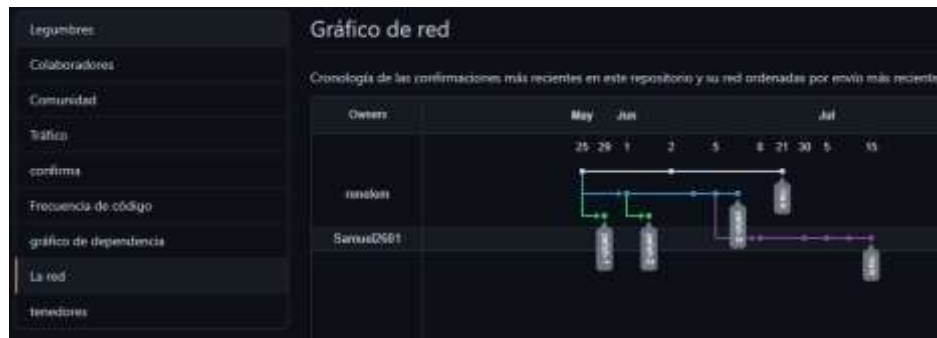 Legumbres
Colaboradores
Comunidad
Tráfico
confirma
Frecuencia de código
gráfico de dependencia
La red
tenedores
Gráfico de red
Cronología de las confirmaciones más recientes en este repositorio y su red ordenadas por envío más reciente
Owners
May Jun Jul
25 29 1 2 5 8 21 30 5 15
Samuel2601